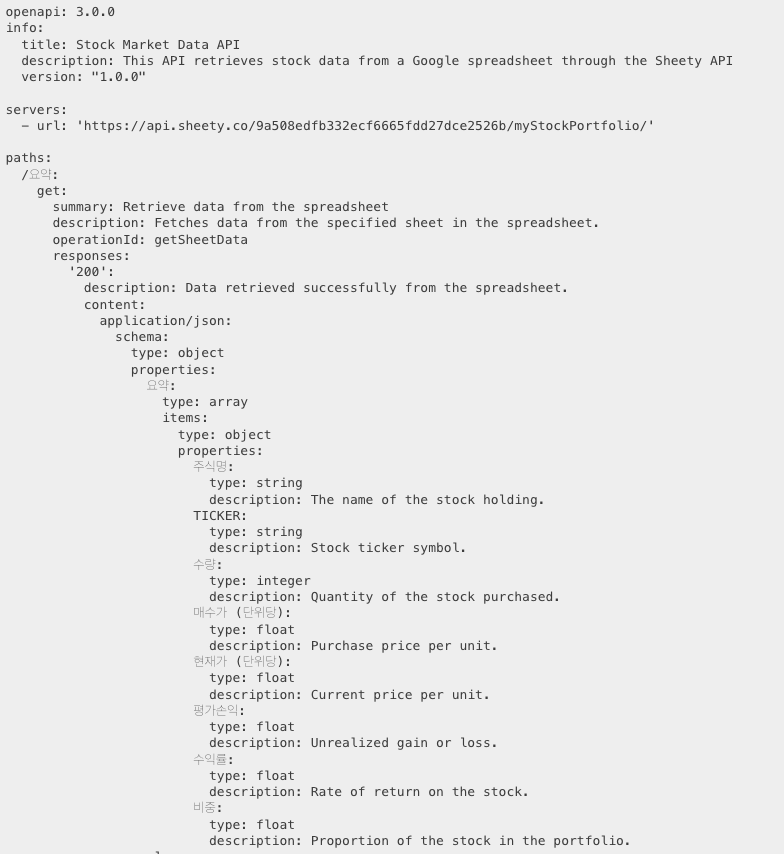 openapi: 3.0.0
info:
  title: Stock Market Data API
  description: This API retrieves stock data from a Google spreadsheet through the Sheety API
  version: "1.0.0"

servers:
  - url: 'https://api.sheety.co/9a508edfb332ecf6665fdd27dce2526b/myStockPortfolio/'

paths:
  /요약:
    get:
      summary: Retrieve data from the spreadsheet
      description: Fetches data from the specified sheet in the spreadsheet.
      operationId: getSheetData
      responses:
        '200':
          description: Data retrieved successfully from the spreadsheet.
          content:
            application/json:
              schema:
                type: object
                properties:
                  요약:
                    type: array
                    items:
                      type: object
                      properties:
                        주식명:
                          type: string
                          description: The name of the stock holding.
                        TICKER:
                          type: string
                          description: Stock ticker symbol.
                        수량:
                          type: integer
                          description: Quantity of the stock purchased.
                        매수가 (단위당):
                          type: float
                          description: Purchase price per unit.
                        현재가 (단위당):
                          type: float
                          description: Current price per unit.
                        평가손익:
                          type: float
                          description: Unrealized gain or loss.
                        수익률:
                          type: float
                          description: Rate of return on the stock.
                        비중:
                          type: float
                          description: Proportion of the stock in the portfolio.